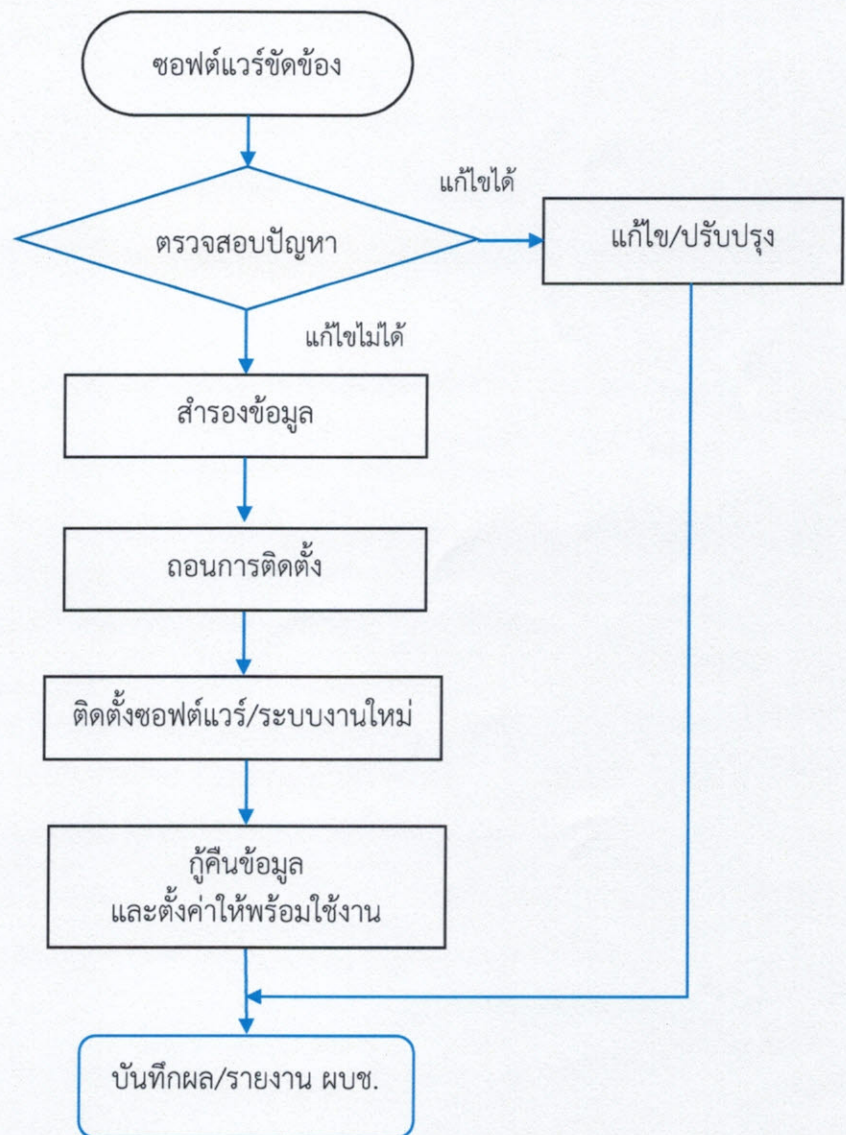 ซอฟต์แวร์ขัดข้อง
แก้ไขได้
ตรวจสอบปัญหา
แก้ไข/ปรับปรุง
แก้ไขไม่ได้
สำรองข้อมูล
ถอนการติดตั้ง
ติดตั้งซอฟต์แวร์/ระบบงานใหม่
กู้คืนข้อมูล
และตั้งค่าให้พร้อมใช้งาน
บันทึกผล/รายงาน ผบช.